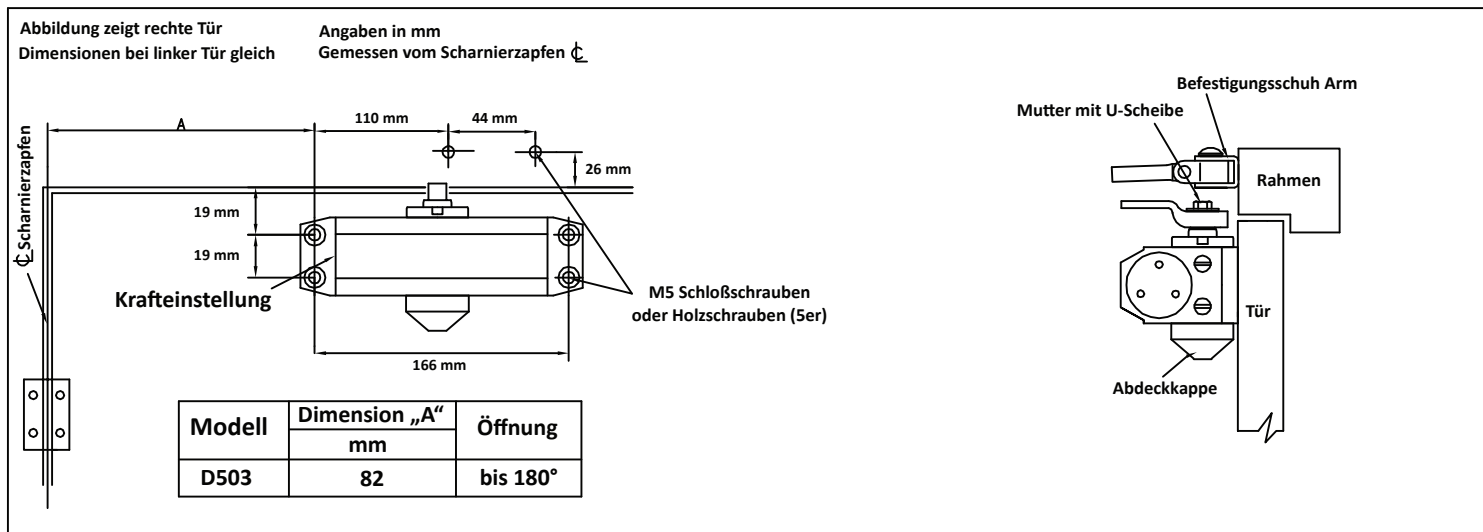 Abbildung zeigt rechte Tür
Dimensionen bei linker Tür gleich
Angaben in mm
Gemessen vom Scharnierzapfen ℄
A
110 mm
44 mm
26 mm
℄ Scharnierzapfen
19 mm
19 mm
Krafteinstellung
M5 Schloßschrauben
oder Holzschrauben (5er)
166 mm
Modell
Dimension „A“
mm
Öffnung
D503
82
bis 180°
Befestigungsschuh Arm
Mutter mit U-Scheibe
Rahmen
Tür
Abdeckkappe